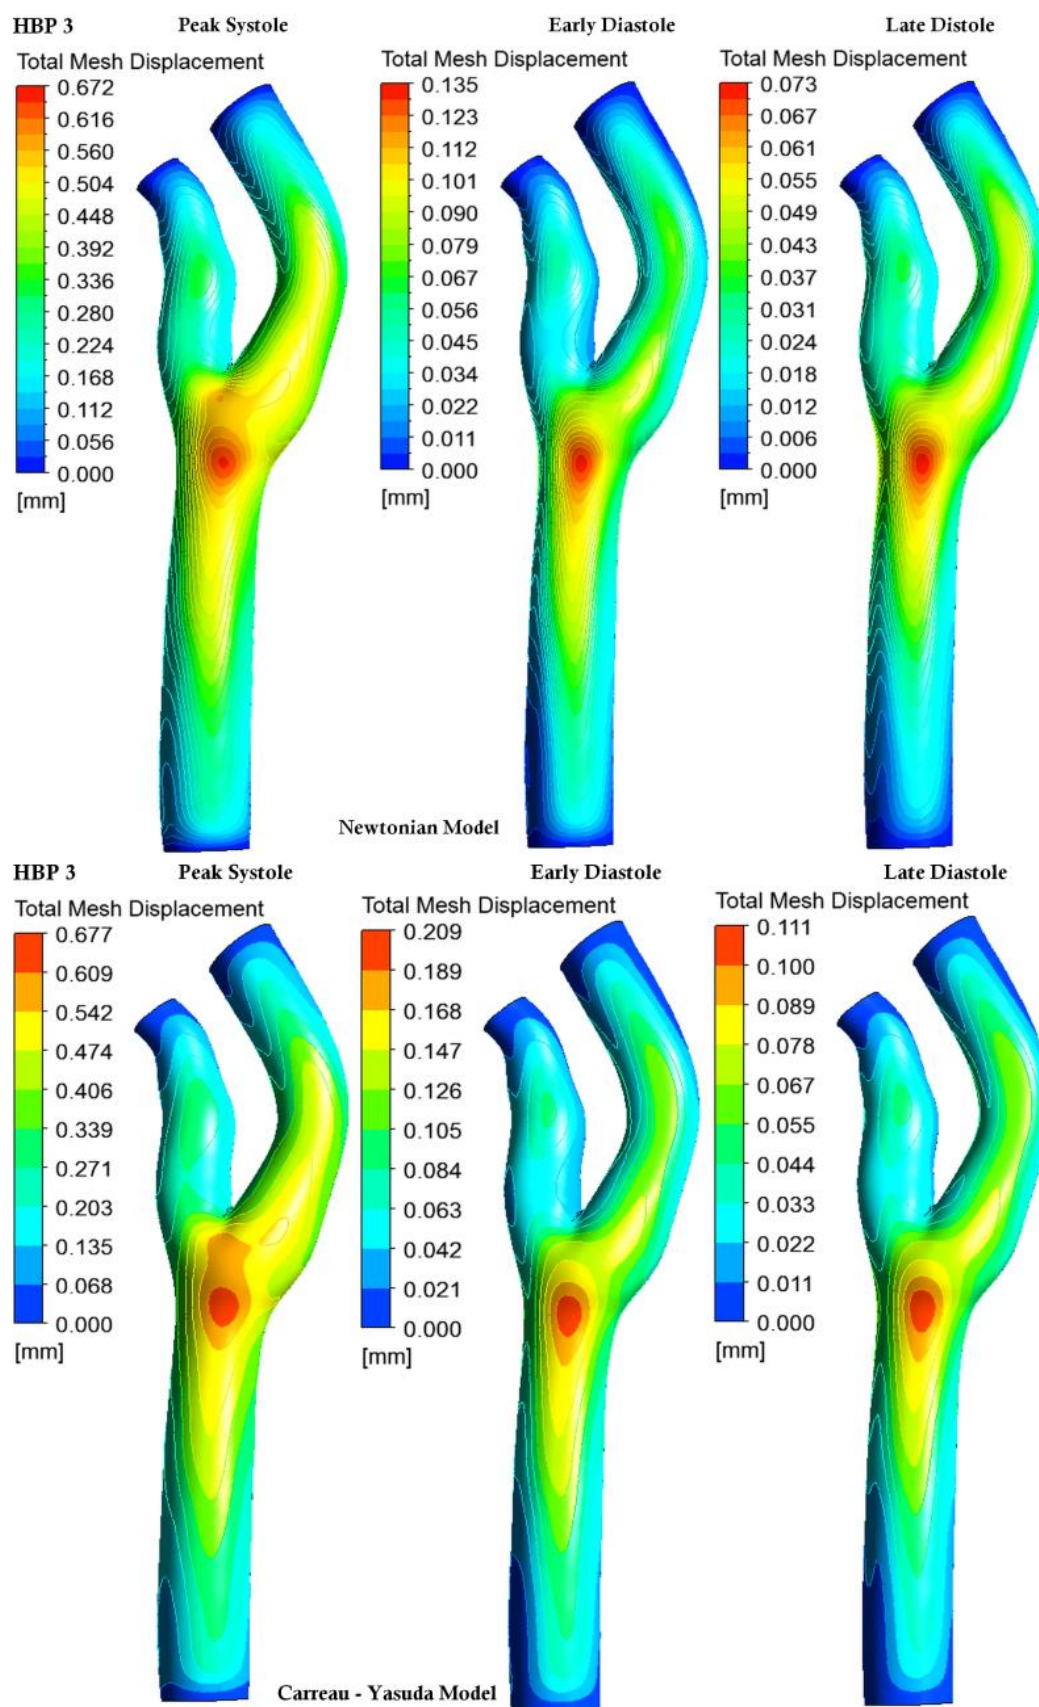 HBP 3 Peak Systole Early Diastole Late Distole
Total Mesh Displacement Total Mesh Displacement Total Mesh Displacement
0.672 0.135 0.073
0.616 0.123 0.067
0.560 0.112 0.061
0.504 0.101 0.055
0.448 0.090 0.049
0.392 0.079 0.043
0.336 0.067 0.037
0.280 0.056 0.031
0.224 0.045 0.024
0.168 0.034 0.018
0.112 0.022 0.012
0.056 0.011 0.006
0.000 0.000 0.000
[mm] [mm] [mm]
Newtonian Model
HBP 3 Peak Systole Early Diastole Late Diastole
Total Mesh Displacement Total Mesh Displacement Total Mesh Displacement
0.677 0.209 0.111
0.609 0.189 0.100
0.542 0.168 0.089
0.474 0.147 0.078
0.406 0.126 0.067
0.339 0.105 0.055
0.271 0.084 0.044
0.203 0.063 0.033
0.135 0.042 0.022
0.068 0.021 0.011
0.000 0.000 0.000
[mm] [mm] [mm]
Carreau - Yasuda Model